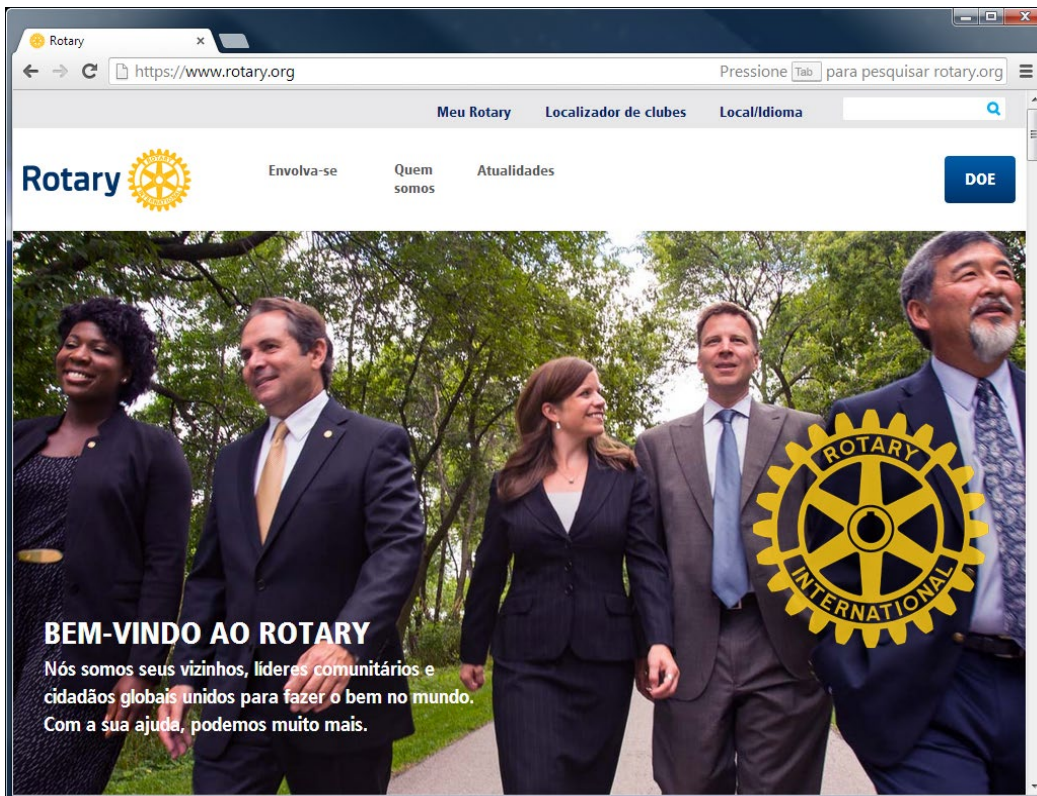 Rotary
https://www.rotary.org
Pressione Tab para pesquisar rotary.org
Meu Rotary Localizador de clubes Local/Idioma
Rotary
ROTARY
INTERNATIONAL
Envolva-se
Quem
somos
Atualidades
DOE
ROTARY
INTERNATIONAL
BEM-VINDO AO ROTARY
Nós somos seus vizinhos, líderes comunitários e
cidadãos globais unidos para fazer o bem no mundo.
Com a sua ajuda, podemos muito mais.